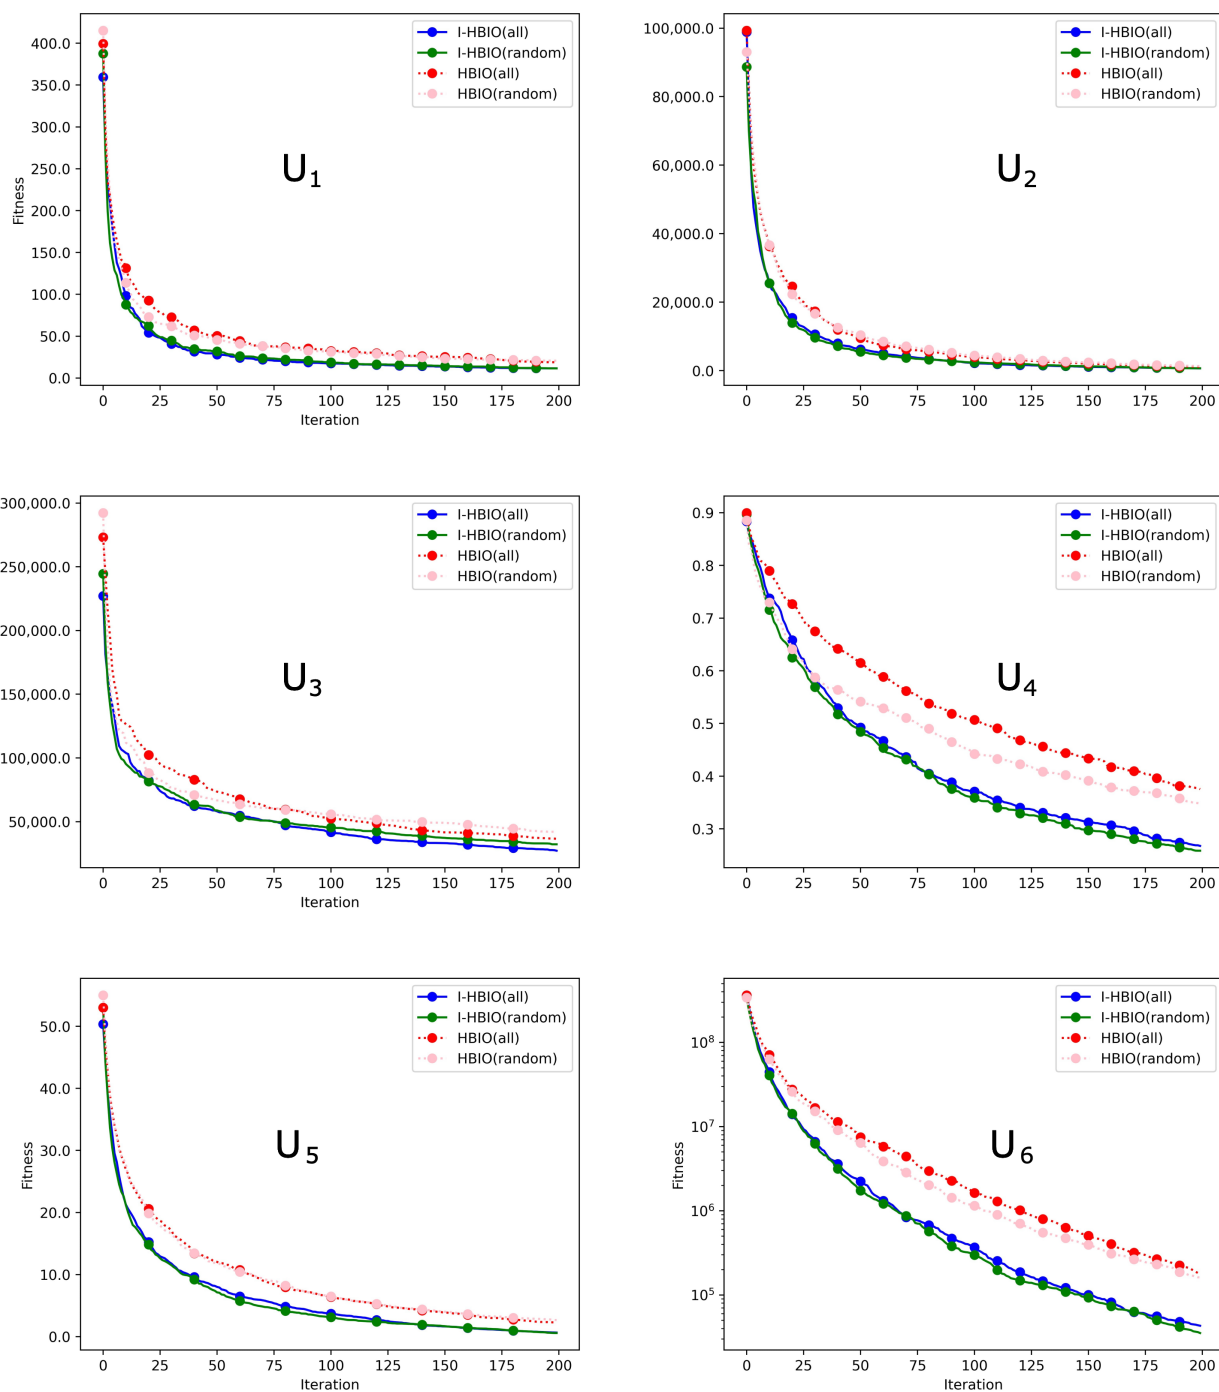 400.0
350.0
300.0
250.0
200.0
150.0
100.0
50.0
0.0
Fitness
I-HBIO(all)
I-HBIO(random)
HBIO(all)
HBIO(random)
U1
0 25 50 75 100 125 150 175 200
Iteration
100,000.0
80,000.0
60,000.0
40,000.0
20,000.0
0.0
I-HBIO(all)
I-HBIO(random)
HBIO(all)
HBIO(random)
U2
0 25 50 75 100 125 150 175 200
300,000.0
250,000.0
200,000.0
150,000.0
100,000.0
50,000.0
I-HBIO(all)
I-HBIO(random)
HBIO(all)
HBIO(random)
U3
0 25 50 75 100 125 150 175 200
Iteration
0.9
0.8
0.7
0.6
0.5
0.4
0.3
I-HBIO(all)
I-HBIO(random)
HBIO(all)
HBIO(random)
U4
0 25 50 75 100 125 150 175 200
50.0
40.0
30.0
20.0
10.0
0.0
Fitness
I-HBIO(all)
I-HBIO(random)
HBIO(all)
HBIO(random)
U5
0 25 50 75 100 125 150 175 200
Iteration
10⁸
10⁷
10⁶
10⁵
Fitness
I-HBIO(all)
I-HBIO(random)
HBIO(all)
HBIO(random)
U6
0 25 50 75 100 125 150 175 200
Iteration